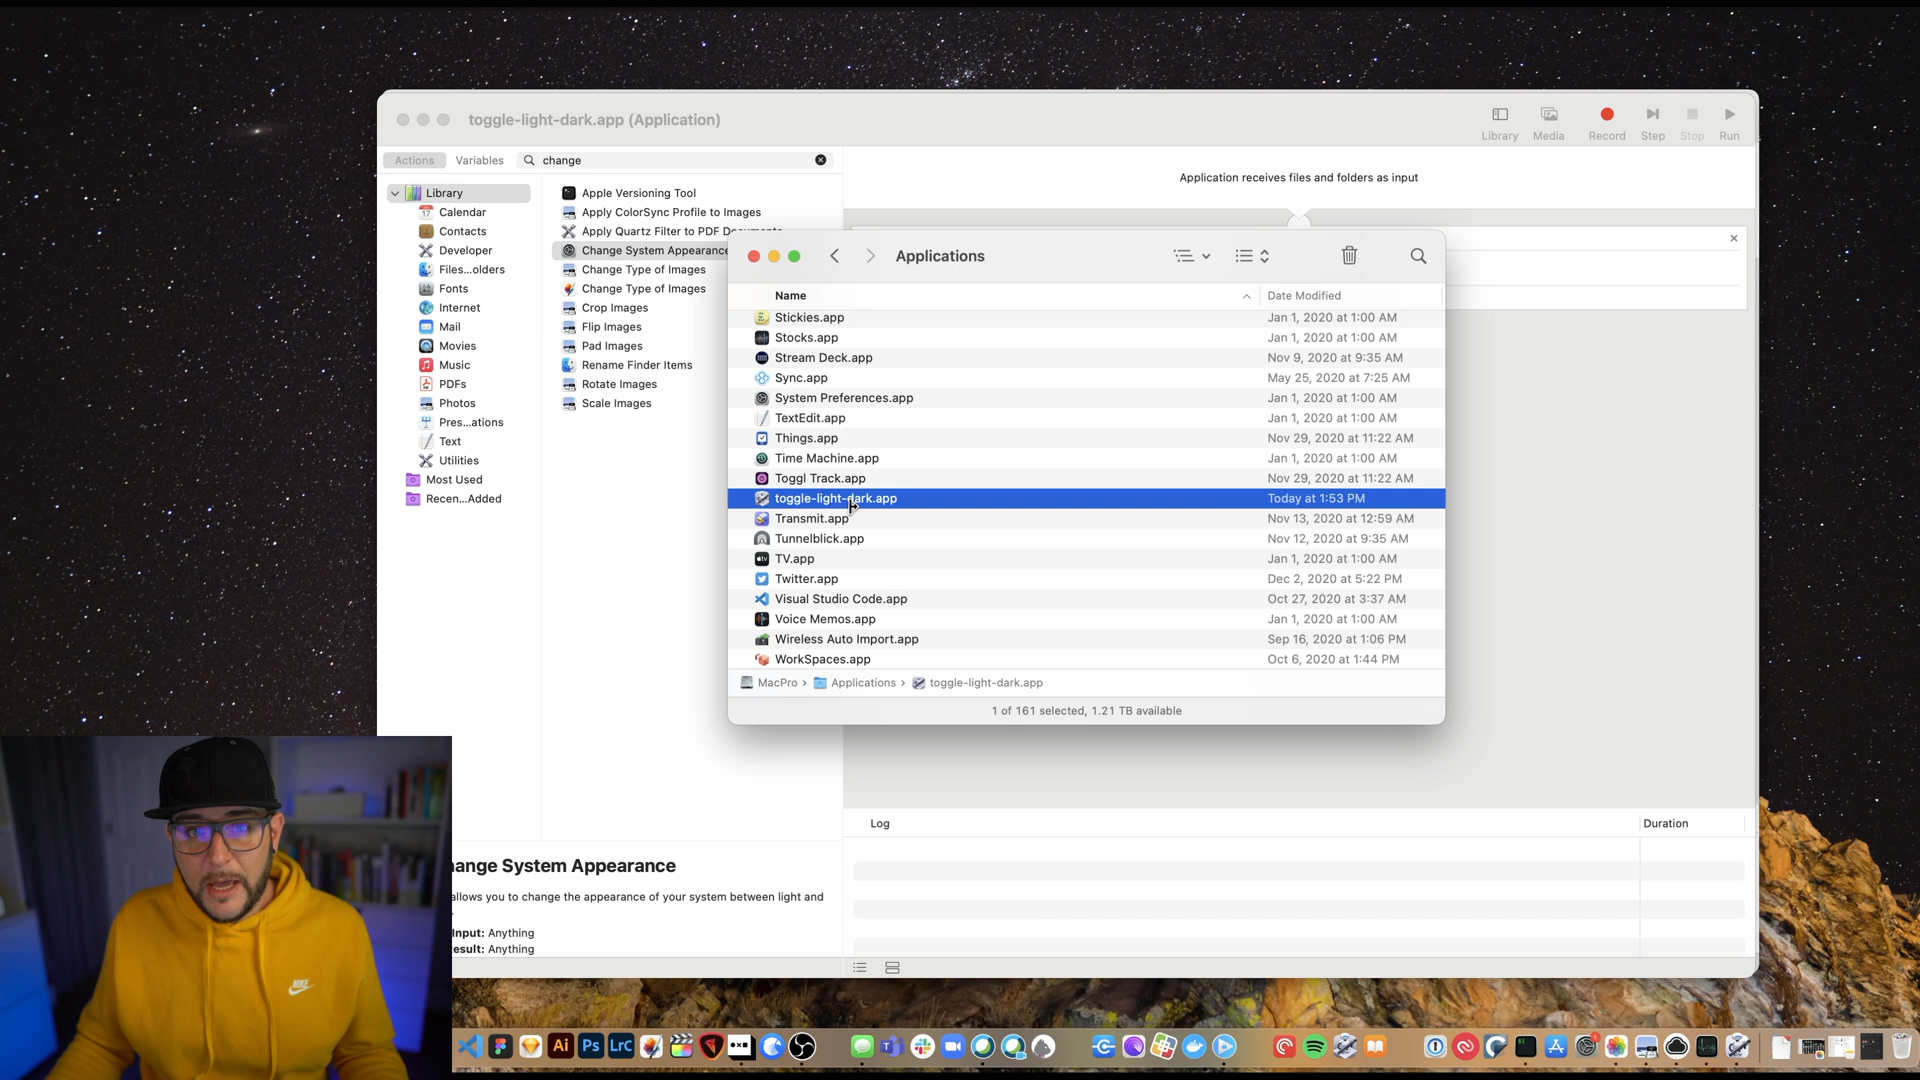 toggle-light-dark.app (Application)
Library
Media
Record
Step
Stop
Run
Actions
Variables
change
Application receives files and folders as input
Library
Calendar
Contacts
Developer
Files...olders
Fonts
Internet
Mail
Movies
Music
PDFs
Photos
Pres...ations
Text
Utilities
Most Used
Recen...Added
Apple Versioning Tool
Apply ColorSync Profile to Images
Apply Quartz Filter to PDF Documents
Change System Appearance
Change Type of Images
Change Type of Images
Crop Images
Flip Images
Pad Images
Rename Finder Items
Rotate Images
Scale Images
Applications
Name
Date Modified
Stickies.app
Jan 1, 2020 at 1:00 AM
Stocks.app
Jan 1, 2020 at 1:00 AM
Stream Deck.app
Nov 9, 2020 at 9:35 AM
Sync.app
May 25, 2020 at 7:25 AM
System Preferences.app
Jan 1, 2020 at 1:00 AM
TextEdit.app
Jan 1, 2020 at 1:00 AM
Things.app
Nov 29, 2020 at 11:22 AM
Time Machine.app
Jan 1, 2020 at 1:00 AM
Toggl Track.app
Nov 29, 2020 at 11:22 AM
toggle-light-dark.app
Today at 1:53 PM
Transmit.app
Nov 13, 2020 at 12:59 AM
Tunnelblick.app
Nov 12, 2020 at 9:35 AM
TV.app
Jan 1, 2020 at 1:00 AM
Twitter.app
Dec 2, 2020 at 5:22 PM
Visual Studio Code.app
Oct 27, 2020 at 3:37 AM
Voice Memos.app
Jan 1, 2020 at 1:00 AM
Wireless Auto Import.app
Sep 16, 2020 at 1:06 PM
WorkSpaces.app
Oct 6, 2020 at 1:44 PM
MacPro › Applications › toggle-light-dark.app
1 of 161 selected, 1.21 TB available
Log
Duration
ange System Appearance
allows you to change the appearance of your system between light and
Input: Anything
esult: Anything
NIKE
Ai
Ps
LrC